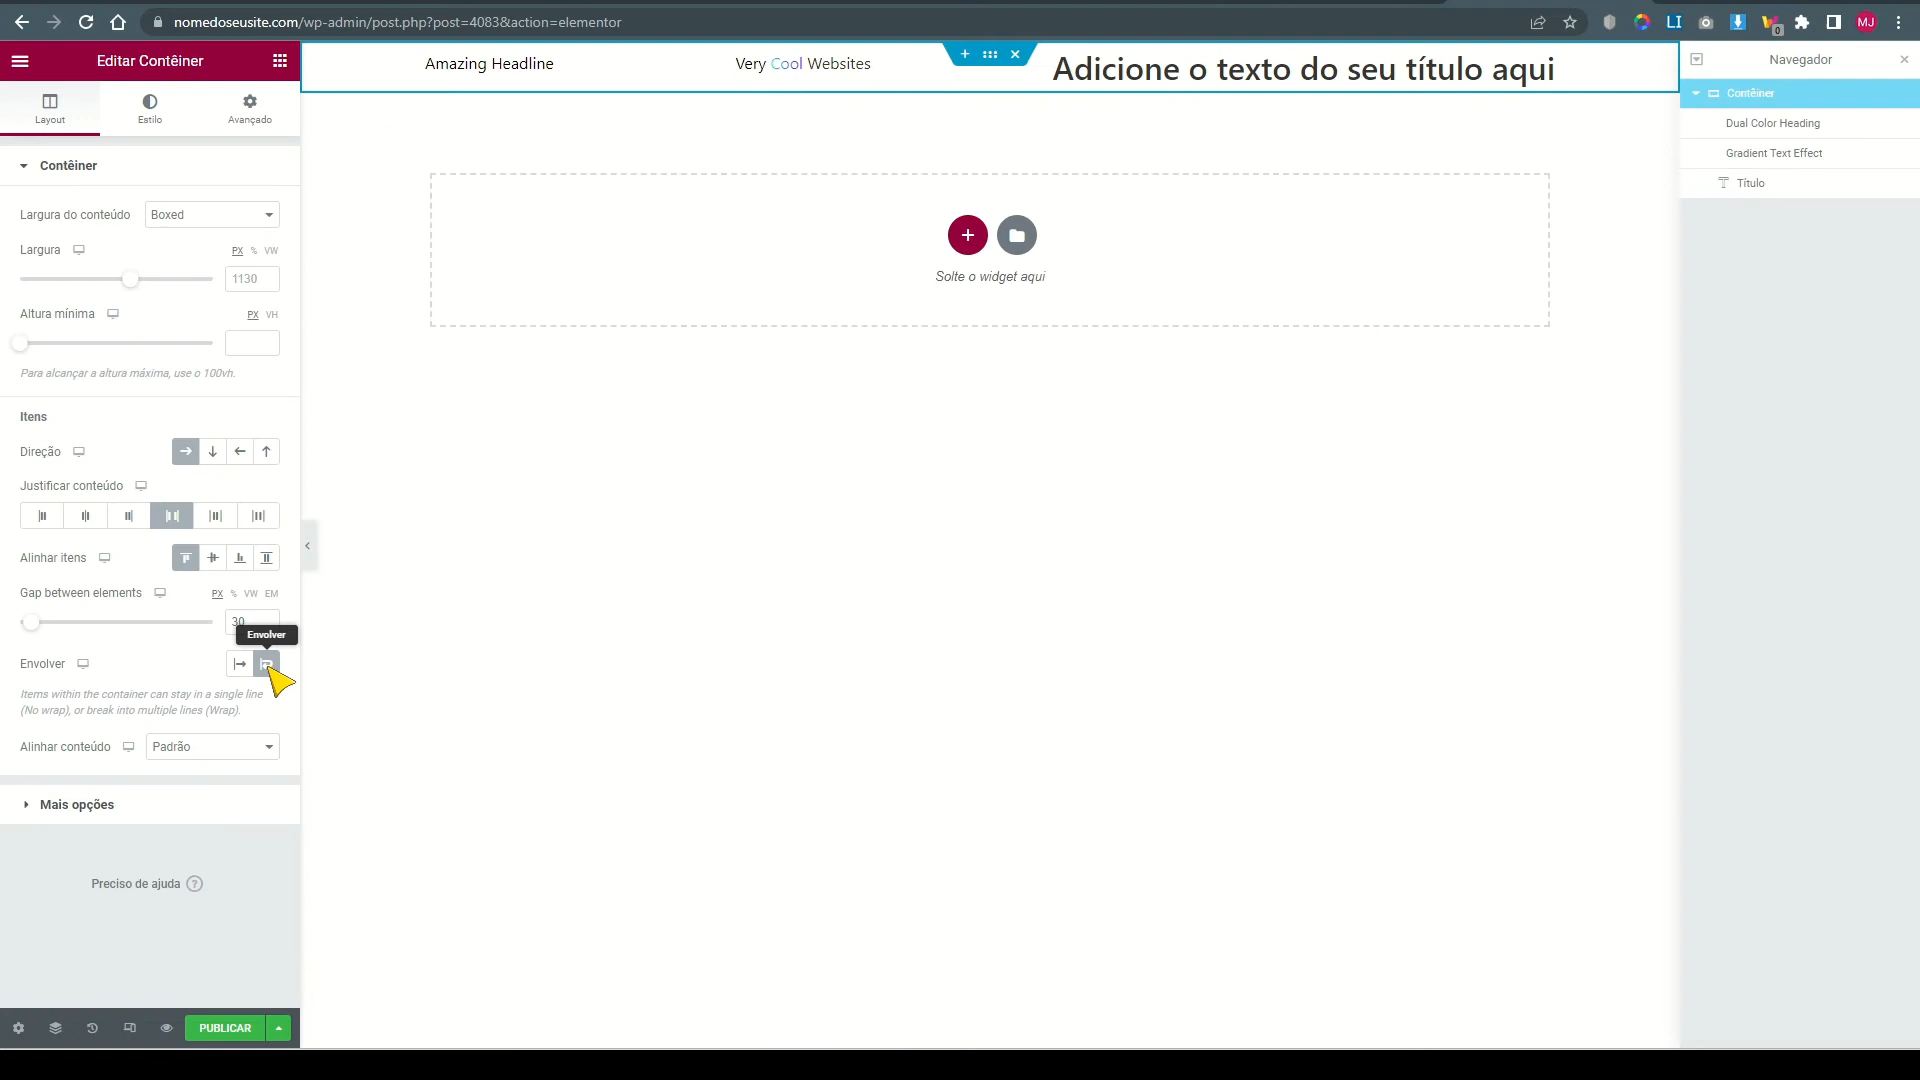 nomedoseusite.com/wp-admin/post.php?post=4083&action=elementor
LI
0
MJ
Editar Contêiner
Layout
Estilo
Avançado
Contêiner
Largura do conteúdo
Boxed
Largura
PX % VW
1130
Altura mínima
PX VH
Para alcançar a altura máxima, use o 100vh.
Itens
Direção
Justificar conteúdo
Alinhar itens
Gap between elements
PX % VW EM
30
Envolver
Envolver
Items within the container can stay in a single line
(No wrap), or break into multiple lines (Wrap).
Alinhar conteúdo
Padrão
Mais opções
Preciso de ajuda ?
PUBLICAR
Amazing Headline
Very Cool Websites
Adicione o texto do seu título aqui
Solte o widget aqui
Navegador
Contêiner
Dual Color Heading
Gradient Text Effect
Título